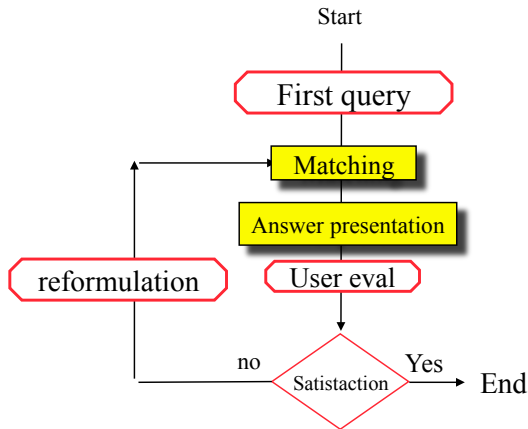 Start
First query
Matching
Answer presentation
User eval
reformulation
no
Yes
Satistaction
End